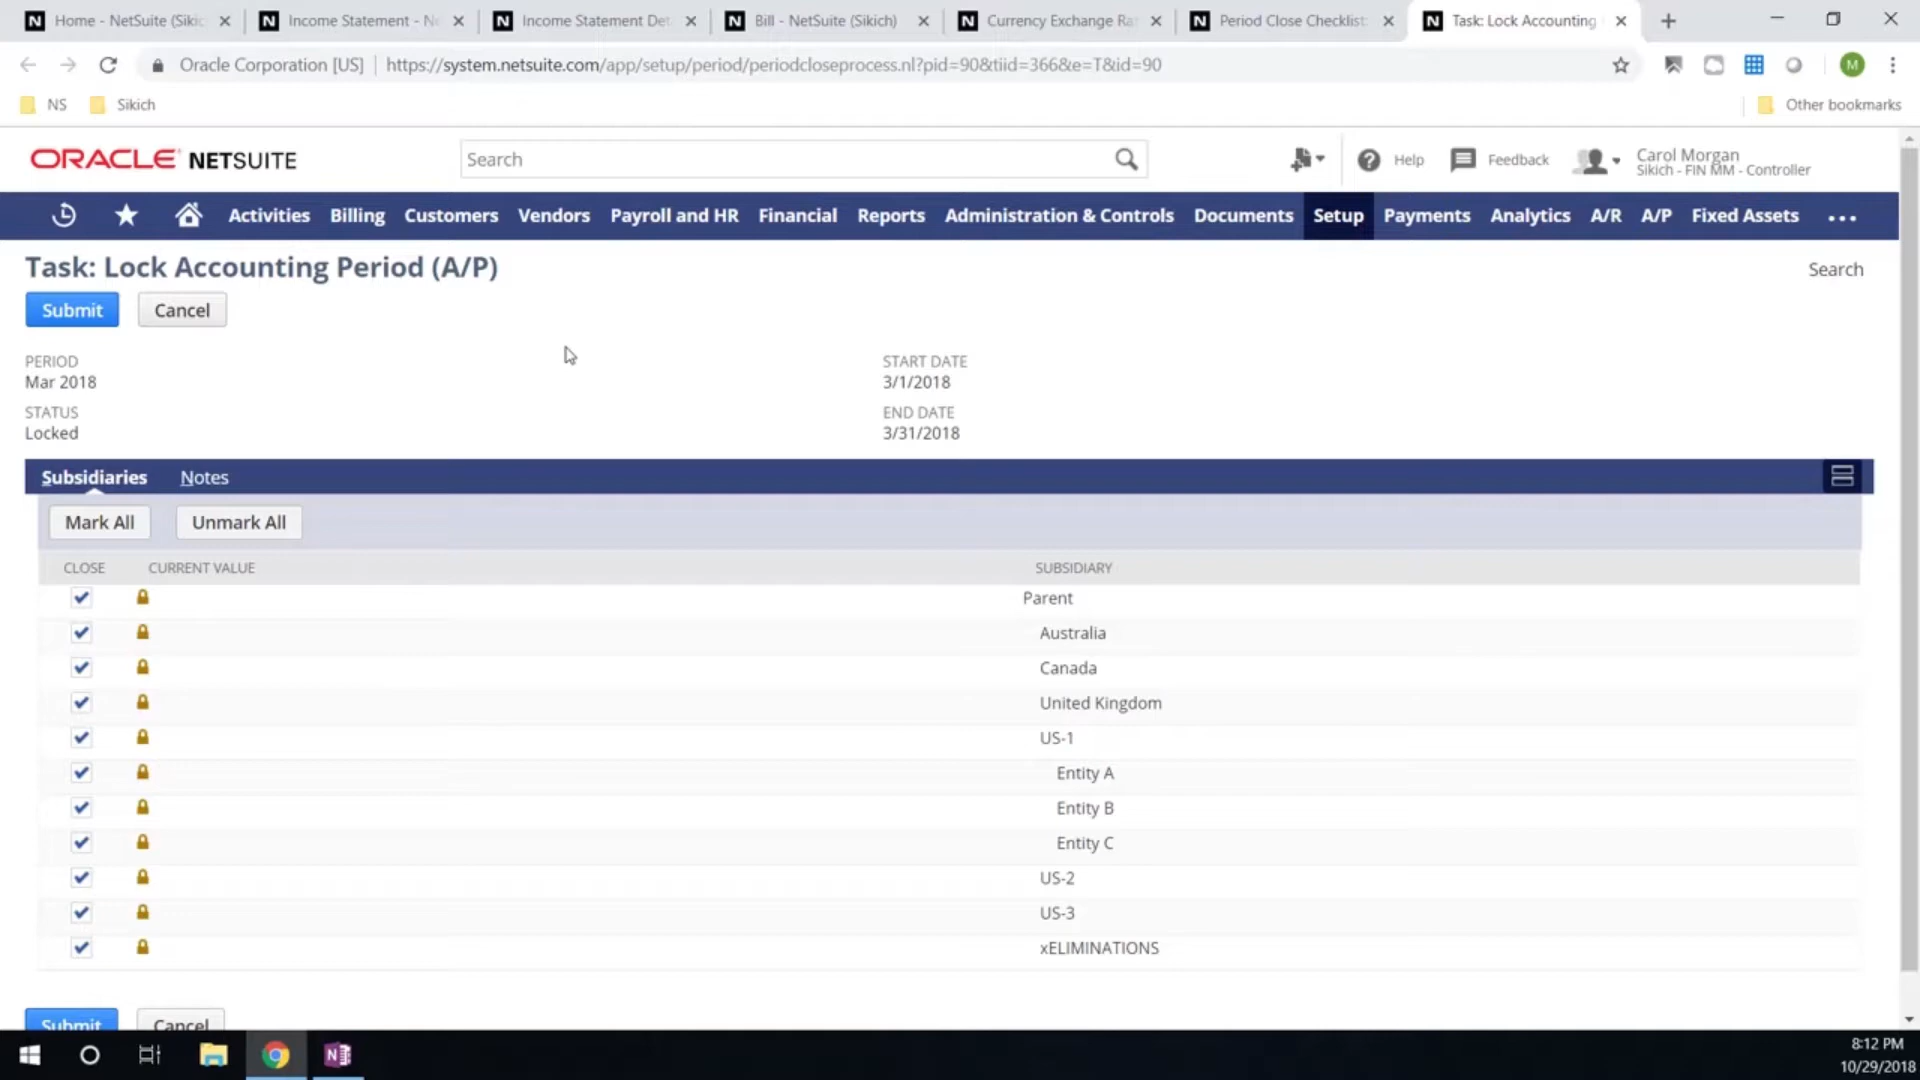 Home - NetSuite (Sikic
Income Statement - Ne
Income Statement Det
Bill - NetSuite (Sikich)
Currency Exchange Rat
Period Close Checklist:
Task: Lock Accounting
Oracle Corporation [US] | https://system.netsuite.com/app/setup/period/periodcloseprocess.nl?pid=90&tiid=366&e=T&id=90
M
NS
Sikich
Other bookmarks
ORACLE NETSUITE
Search
Help
Feedback
Carol Morgan
Sikich - FIN MM - Controller
Activities Billing Customers Vendors Payroll and HR Financial Reports Administration & Controls Documents Setup Payments Analytics A/R A/P Fixed Assets
Task: Lock Accounting Period (A/P)
Search
Submit
Cancel
PERIOD
Mar 2018
START DATE
3/1/2018
STATUS
Locked
END DATE
3/31/2018
Subsidiaries
Notes
Mark All
Unmark All
CLOSE
CURRENT VALUE
SUBSIDIARY
Parent
Australia
Canada
United Kingdom
US-1
Entity A
Entity B
Entity C
US-2
US-3
xELIMINATIONS
Submit
Cancel
8:12 PM
10/29/2018